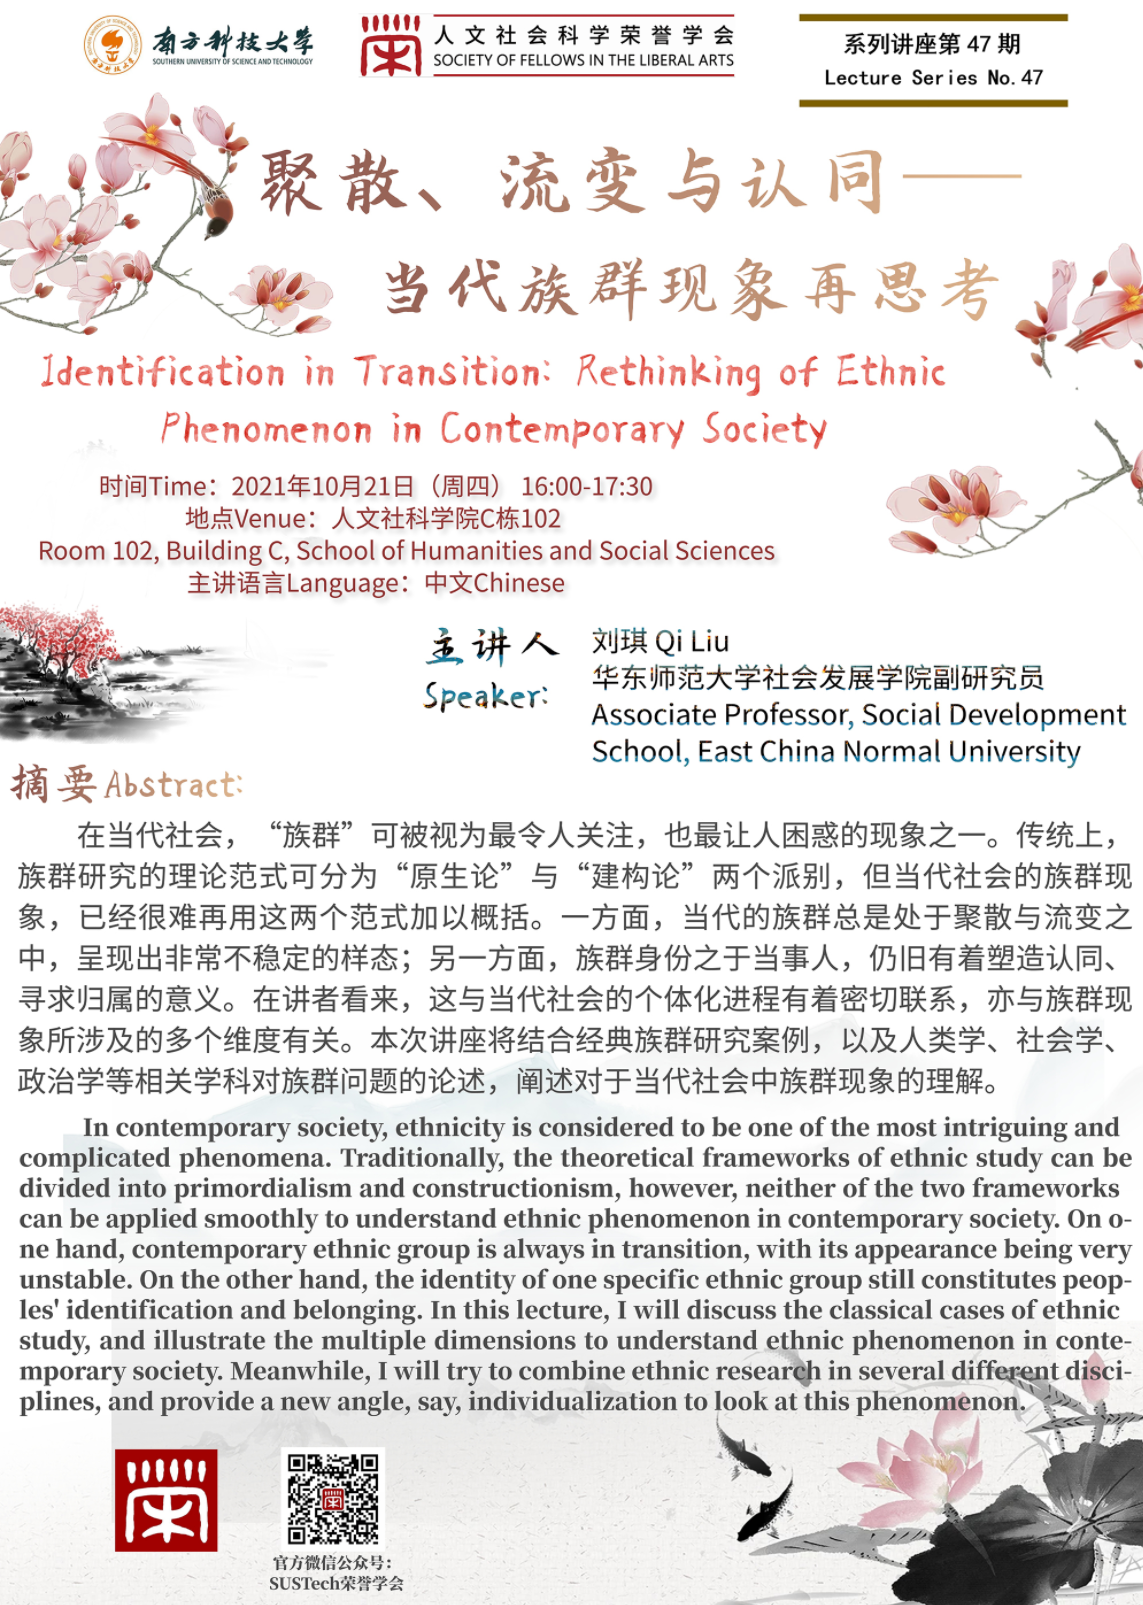 南方科技大学
SOUTHERN UNIVERSITY OF SCIENCE AND TECHNOLOGY
人文社会科学荣誉学会
SOCIETY OF FELLOWS IN THE LIBERAL ARTS
系列讲座第 47 期
Lecture Series No.47
聚散、流变与认同——
当代族群现象再思考
Identification in Transition: Rethinking of Ethnic
Phenomenon in Contemporary Society
时间Time：2021年10月21日（周四） 16:00-17:30
地点Venue：人文社科学院C栋102
Room 102, Building C, School of Humanities and Social Sciences
主讲语言Language：中文Chinese
主讲人
Speaker:
刘琪 Qi Liu
华东师范大学社会发展学院副研究员
Associate Professor, Social Development
School, East China Normal University
摘要Abstract:
在当代社会，“族群”可被视为最令人关注，也最让人困惑的现象之一。传统上，
族群研究的理论范式可分为“原生论”与“建构论”两个派别，但当代社会的族群现
象，已经很难再用这两个范式加以概括。一方面，当代的族群总是处于聚散与流变之
中，呈现出非常不稳定的样态；另一方面，族群身份之于当事人，仍旧有着塑造认同、
寻求归属的意义。在讲者看来，这与当代社会的个体化进程有着密切联系，亦与族群现
象所涉及的多个维度有关。本次讲座将结合经典族群研究案例，以及人类学、社会学、
政治学等相关学科对族群问题的论述，阐述对于当代社会中族群现象的理解。
In contemporary society, ethnicity is considered to be one of the most intriguing and
complicated phenomena. Traditionally, the theoretical frameworks of ethnic study can be
divided into primordialism and constructionism, however, neither of the two frameworks
can be applied smoothly to understand ethnic phenomenon in contemporary society. On o-
ne hand, contemporary ethnic group is always in transition, with its appearance being very
unstable. On the other hand, the identity of one specific ethnic group still constitutes peop-
les' identification and belonging. In this lecture, I will discuss the classical cases of ethnic
study, and illustrate the multiple dimensions to understand ethnic phenomenon in conte-
mporary society. Meanwhile, I will try to combine ethnic research in several different disci-
plines, and provide a new angle, say, individualization to look at this phenomenon.
官方微信公众号：
SUSTech荣誉学会